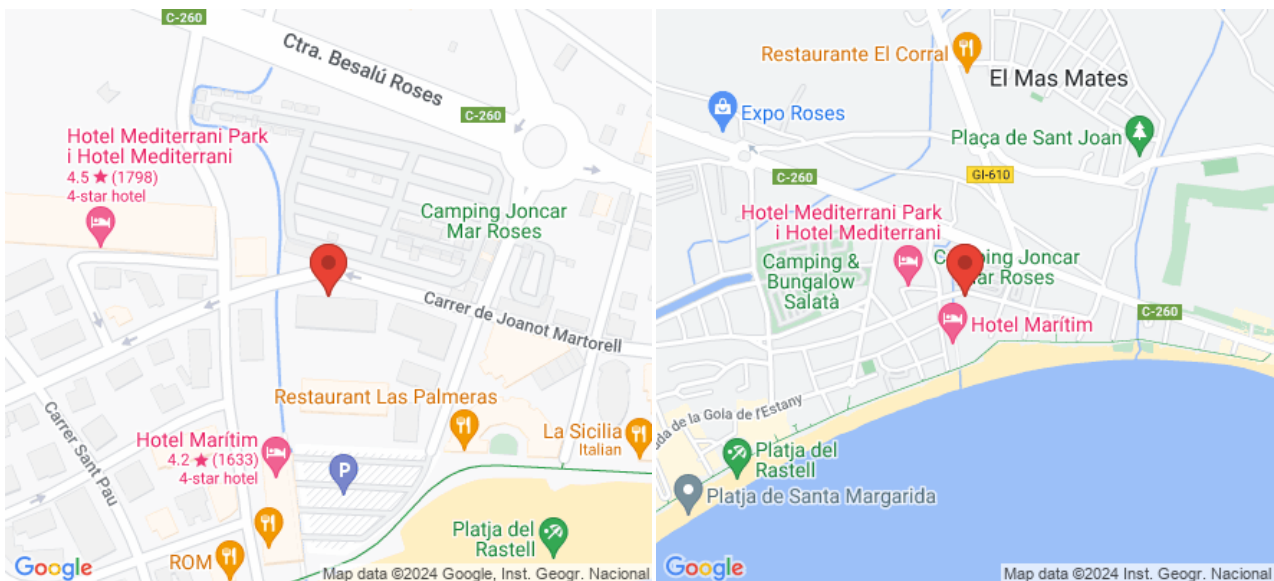 C-260
Ctra. Besalú Roses
C-260
Hotel Mediterrani Park
i Hotel Mediterrani
4.5 ★ (1798)
4-star hotel
Camping Joncar
Mar Roses
Carrer de Joanot Martorell
Restaurant Las Palmeras
La Sicilia
Italian
Carrer Sant Pau
Hotel Marítim
4.2 ★ (1633)
4-star hotel
P
Platja del
Rastell
ROM
Google
Map data ©2024 Google, Inst. Geogr. Nacional
Restaurante El Corral
El Mas Mates
Expo Roses
Plaça de Sant Joan
C-260
GI-610
Hotel Mediterrani Park
i Hotel Mediterrani
Camping &
Bungalow
Salatà
Mar Roses
Hotel Marítim
C-260
de la Gola de l'Estany
Platja del
Rastell
Platja de Santa Margarida
Google
Map data ©2024 Google, Inst. Geogr. Nacional